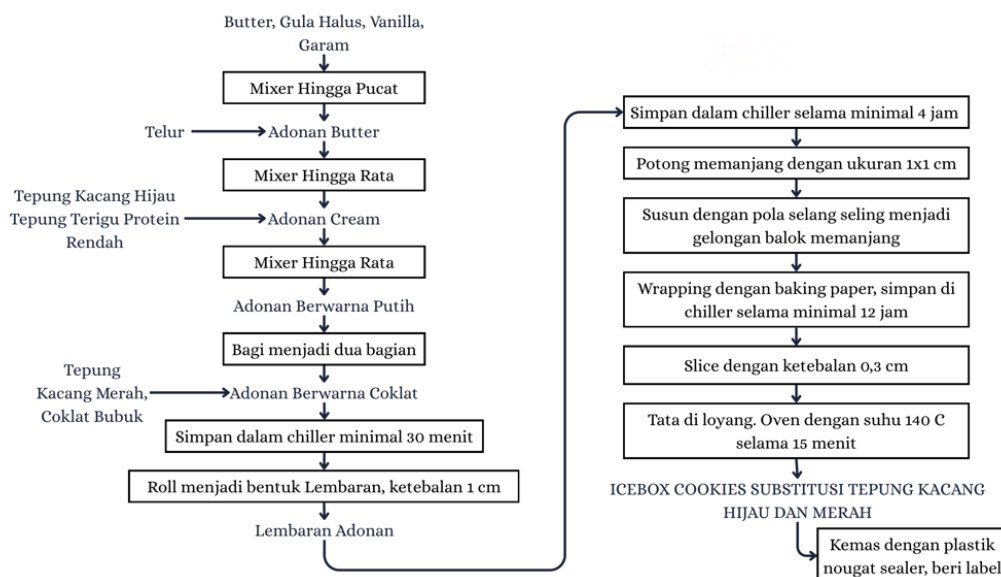 Butter, Gula Halus, Vanilla,
Garam
Mixer Hingga Pucat
Telur
Adonan Butter
Mixer Hingga Rata
Tepung Kacang Hijau
Tepung Terigu Protein
Rendah
Adonan Cream
Mixer Hingga Rata
Adonan Berwarna Putih
Bagi menjadi dua bagian
Tepung
Kacang Merah,
Coklat Bubuk
Adonan Berwarna Coklat
Simpan dalam chiller minimal 30 menit
Roll menjadi bentuk Lembaran, ketebalan 1 cm
Lembaran Adonan
Simpan dalam chiller selama minimal 4 jam
Potong memanjang dengan ukuran 1x1 cm
Susun dengan pola selang seling menjadi
gelongan balok memanjang
Wrapping dengan baking paper, simpan di
chiller selama minimal 12 jam
Slice dengan ketebalan 0,3 cm
Tata di loyang. Oven dengan suhu 140 C
selama 15 menit
ICEBOX COOKIES SUBSTITUSI TEPUNG KACANG
HIJAU DAN MERAH
Kemas dengan plastik
nougat sealer, beri label